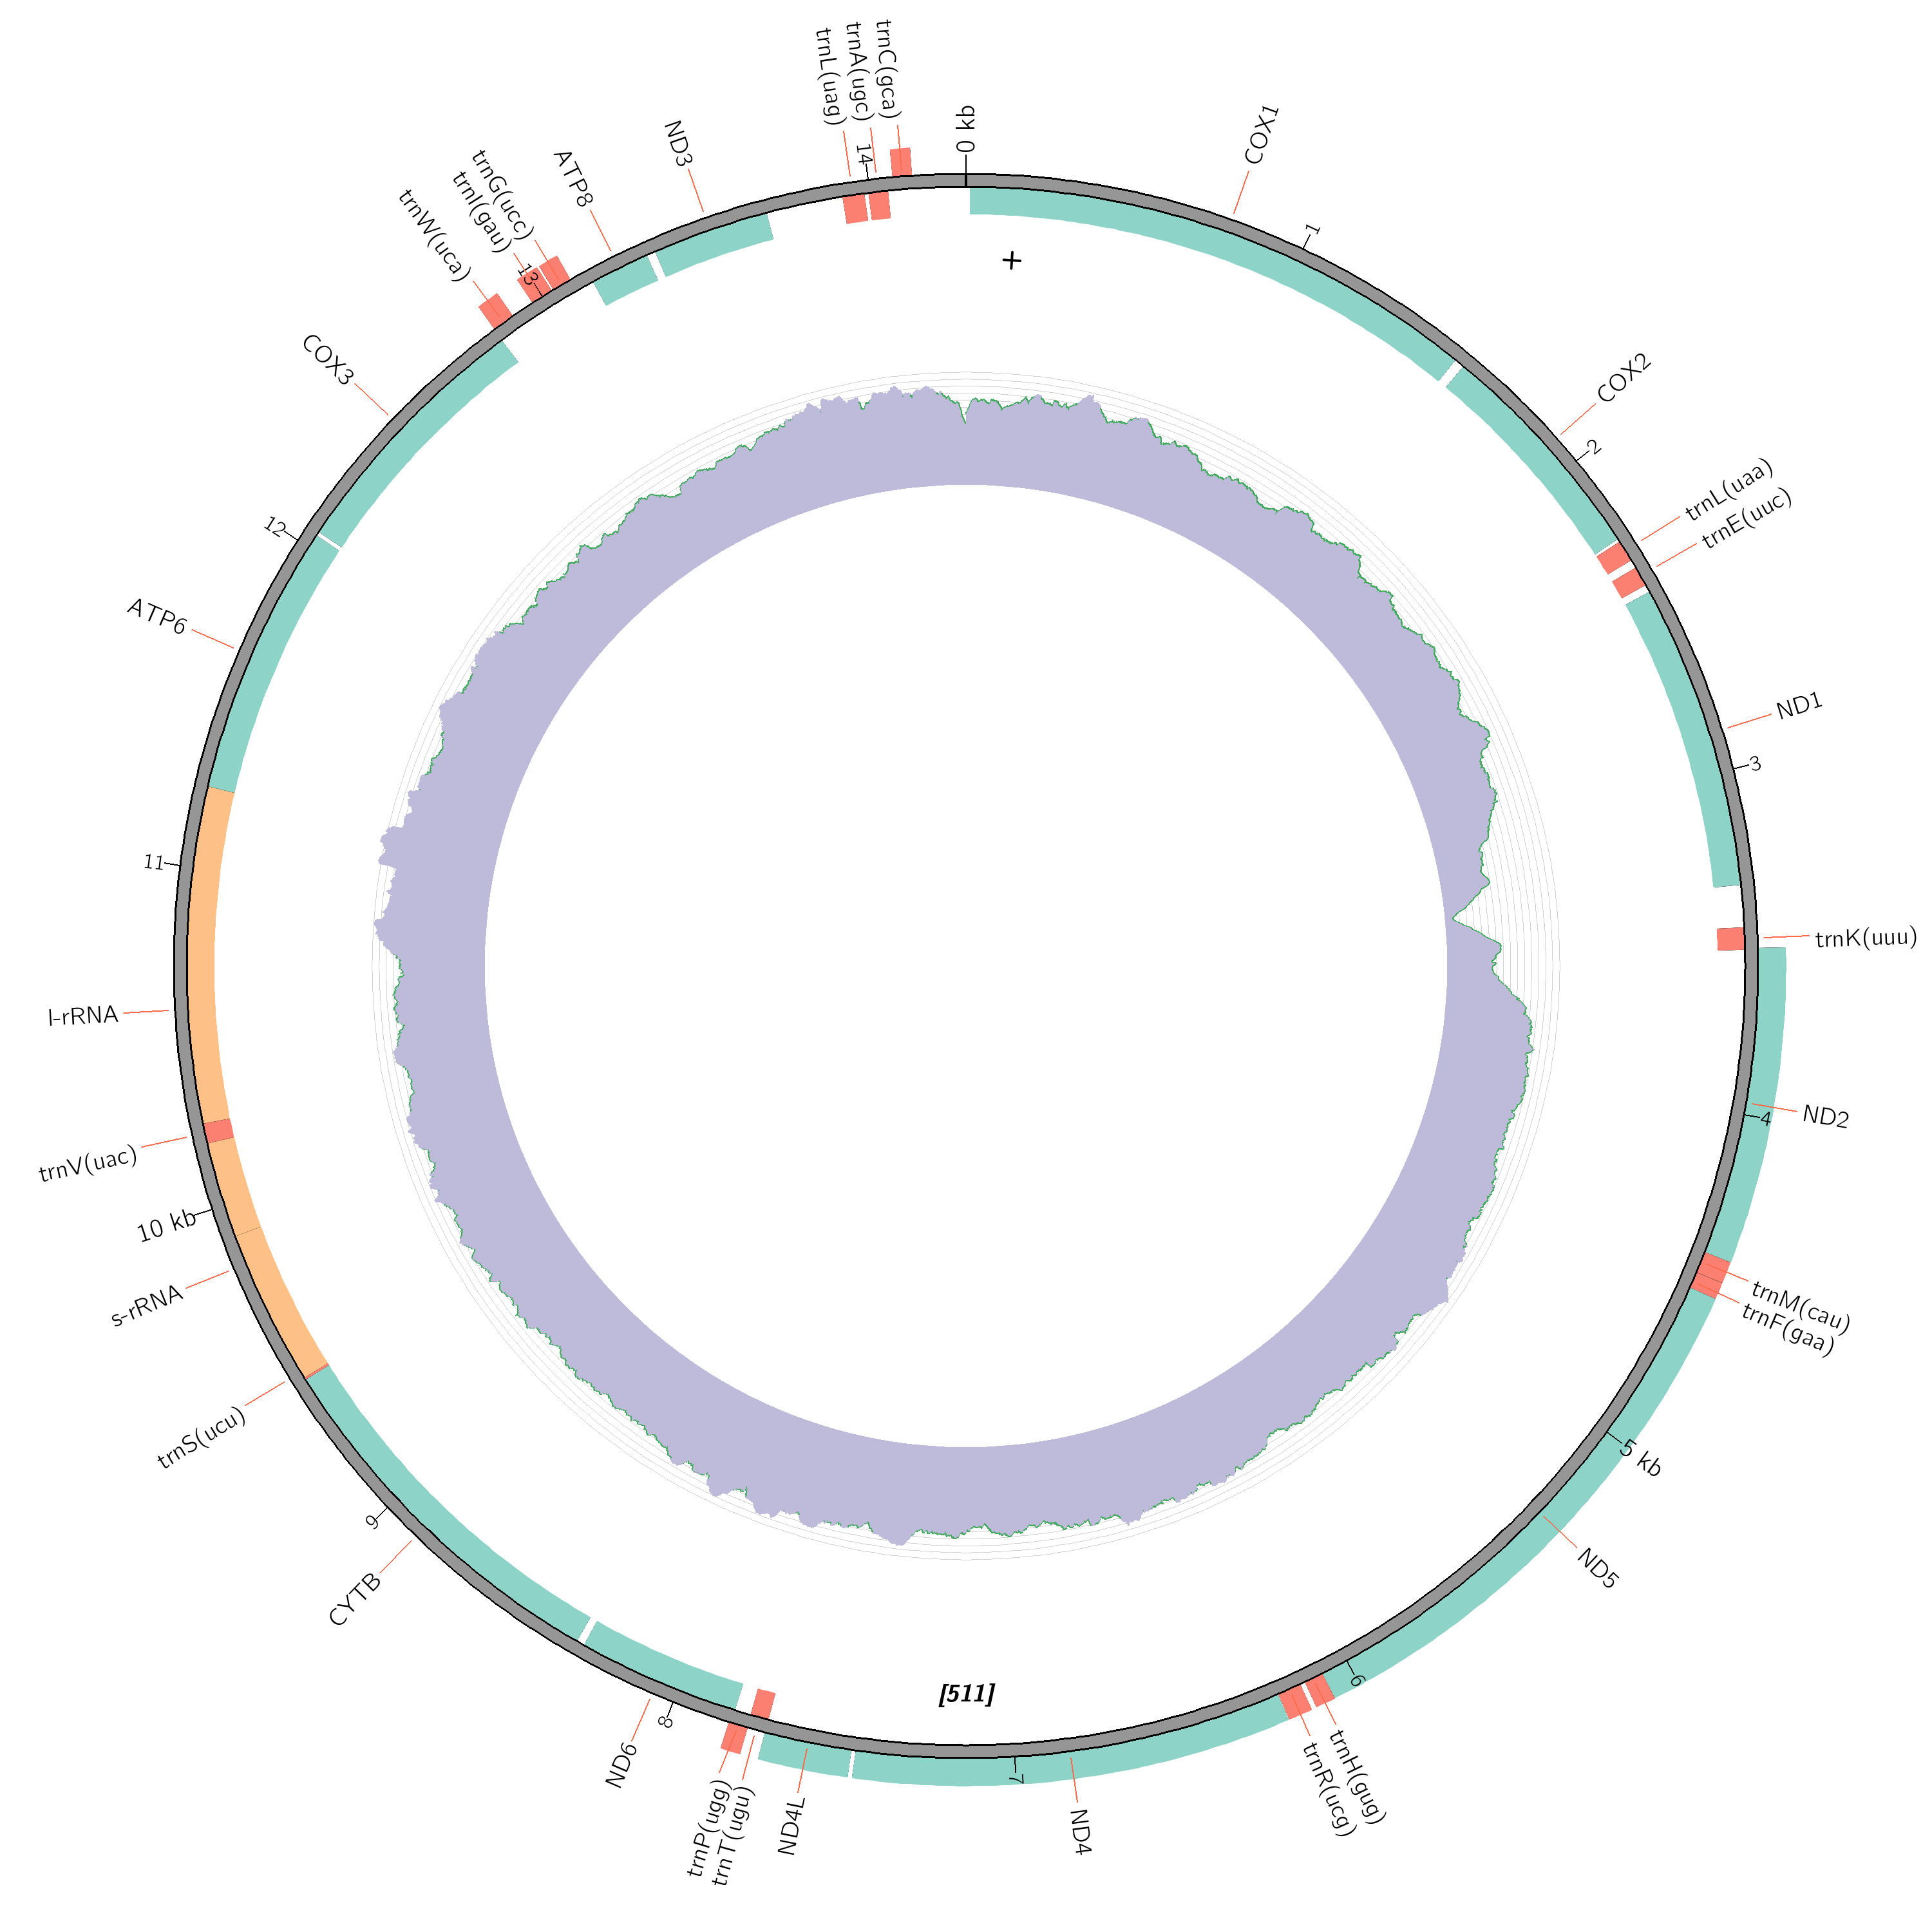 0 kb
COX1
1
COX2
2
trnL(uaa)
trnE(uuc)
ND1
3
trnK(uuu)
ND2
4
trnM(cau)
trnF(gaa)
5 kb
ND5
6
trnH(gug)
trnR(ucg)
ND4
7
ND4L
trnT(ugu)
trnP(ugg)
8
ND6
CYTB
9
trnS(ucu)
s-rRNA
10 kb
trnV(uac)
l-rRNA
11
ATP6
12
COX3
trnW(uca)
13
trnI(gau)
trnG(ucc)
ATP8
ND3
trnL(uag)
14
trnA(ugc)
trnC(gca)
+
[511]